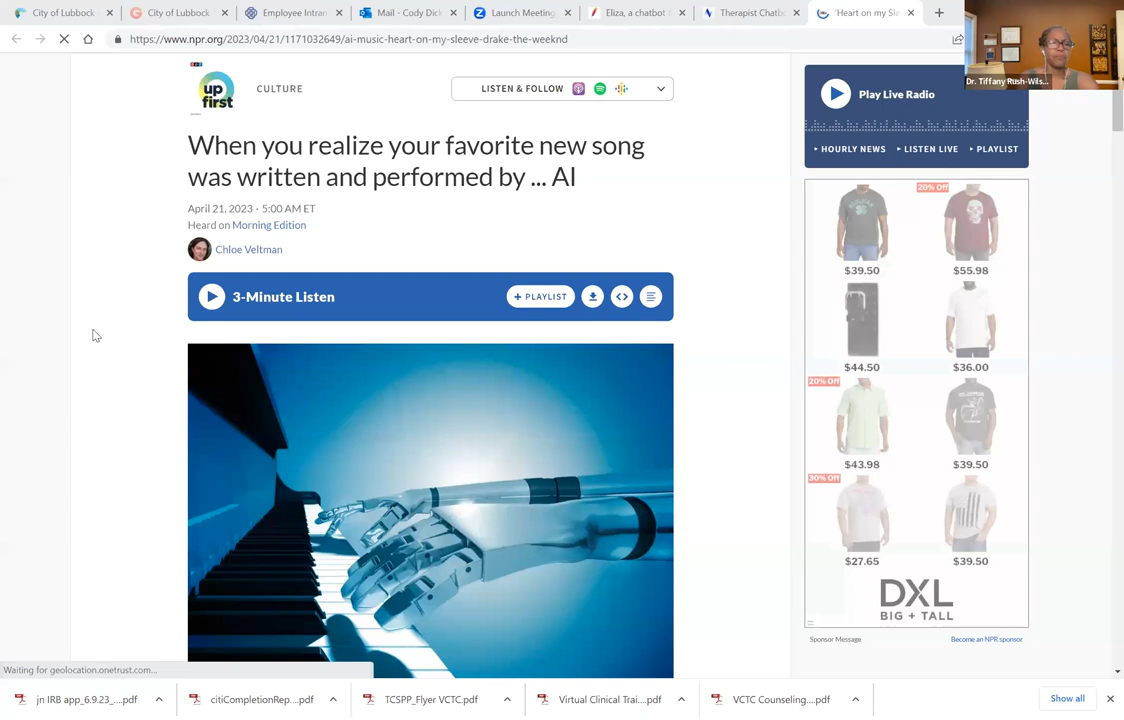 City of Lubbock
City of Lubbock
Employee Intran
Mail - Cody Dick
Launch Meeting
Eliza, a chatbot
Therapist Chatb
'Heart on my Sle
https://www.npr.org/2023/04/21/1171032649/ai-music-heart-on-my-sleeve-drake-the-weeknd
Dr. Tiffany Rush-Wils...
up
first
CULTURE
LISTEN & FOLLOW
When you realize your favorite new song
was written and performed by ... AI
April 21, 2023 · 5:00 AM ET
Heard on Morning Edition
Chloe Veltman
3-Minute Listen
+ PLAYLIST
Play Live Radio
HOURLY NEWS
LISTEN LIVE
PLAYLIST
20% Off
$39.50
$55.98
$44.50
$36.00
20% Off
$43.98
$39.50
30% Off
$27.65
$39.50
DXL
BIG + TALL
Sponsor Message
Become an NPR sponsor
Waiting for geolocation.onetrust.com...
jn IRB app_6.9.23_....pdf
citiCompletionRep....pdf
TCSPP_Flyer VCTC.pdf
Virtual Clinical Trai....pdf
VCTC Counseling....pdf
Show all